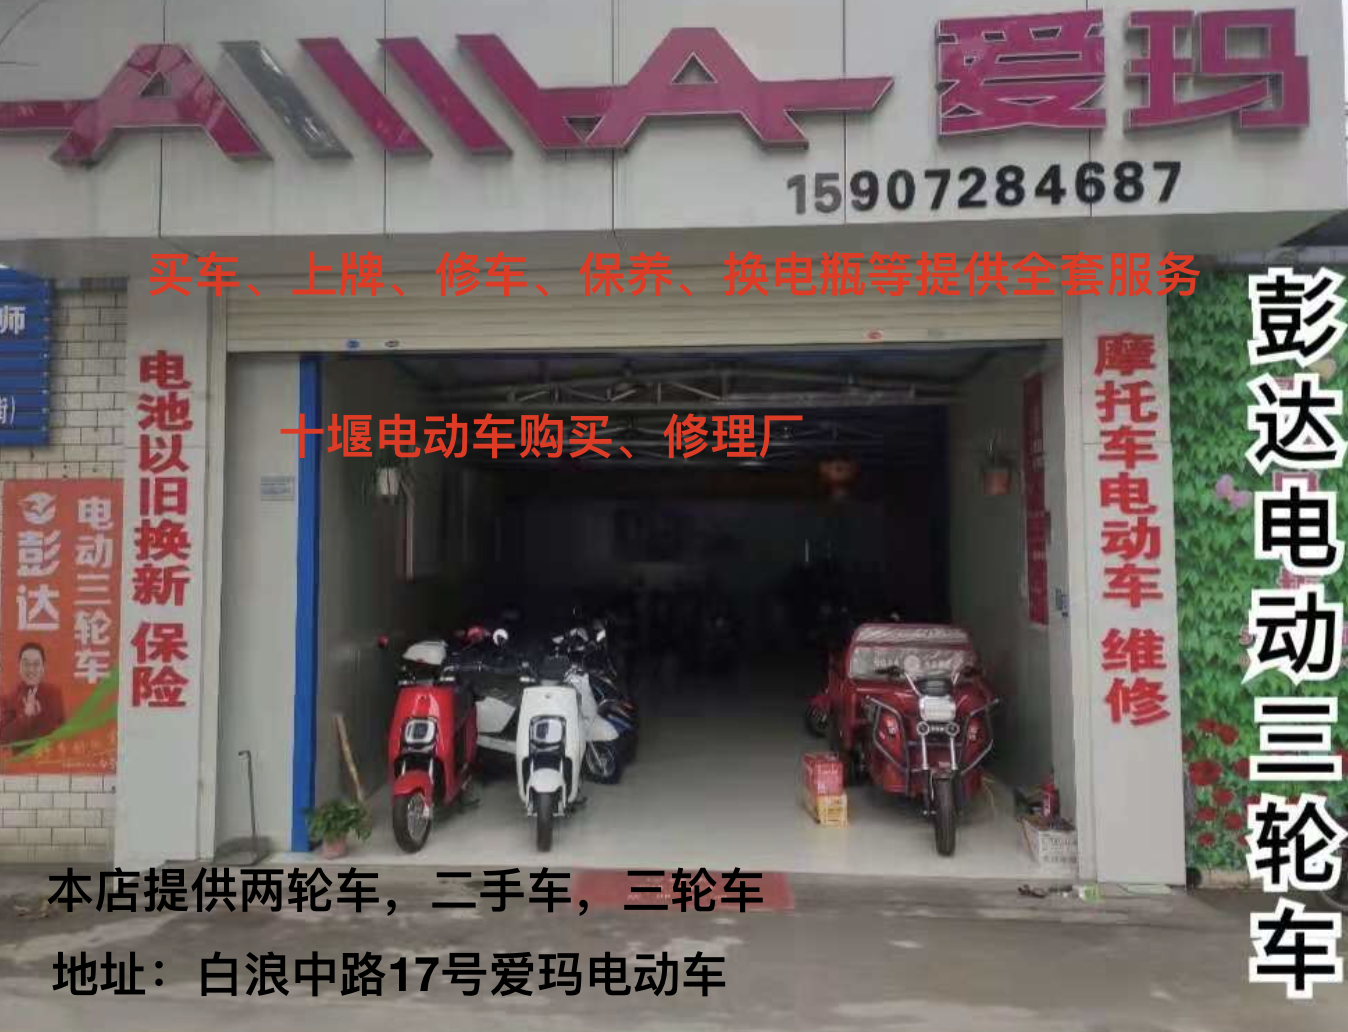 AIMA 爱玛
15907284687
买车、上牌、修车、保养、换电瓶等提供全套服务
十堰电动车购买、修理厂
师
街)
电池以旧换新 保险
摩托车电动车 维修
彭达电动三轮车
彭达
电动三轮车
本店提供两轮车，二手车，三轮车
地址：白浪中路17号爱玛电动车